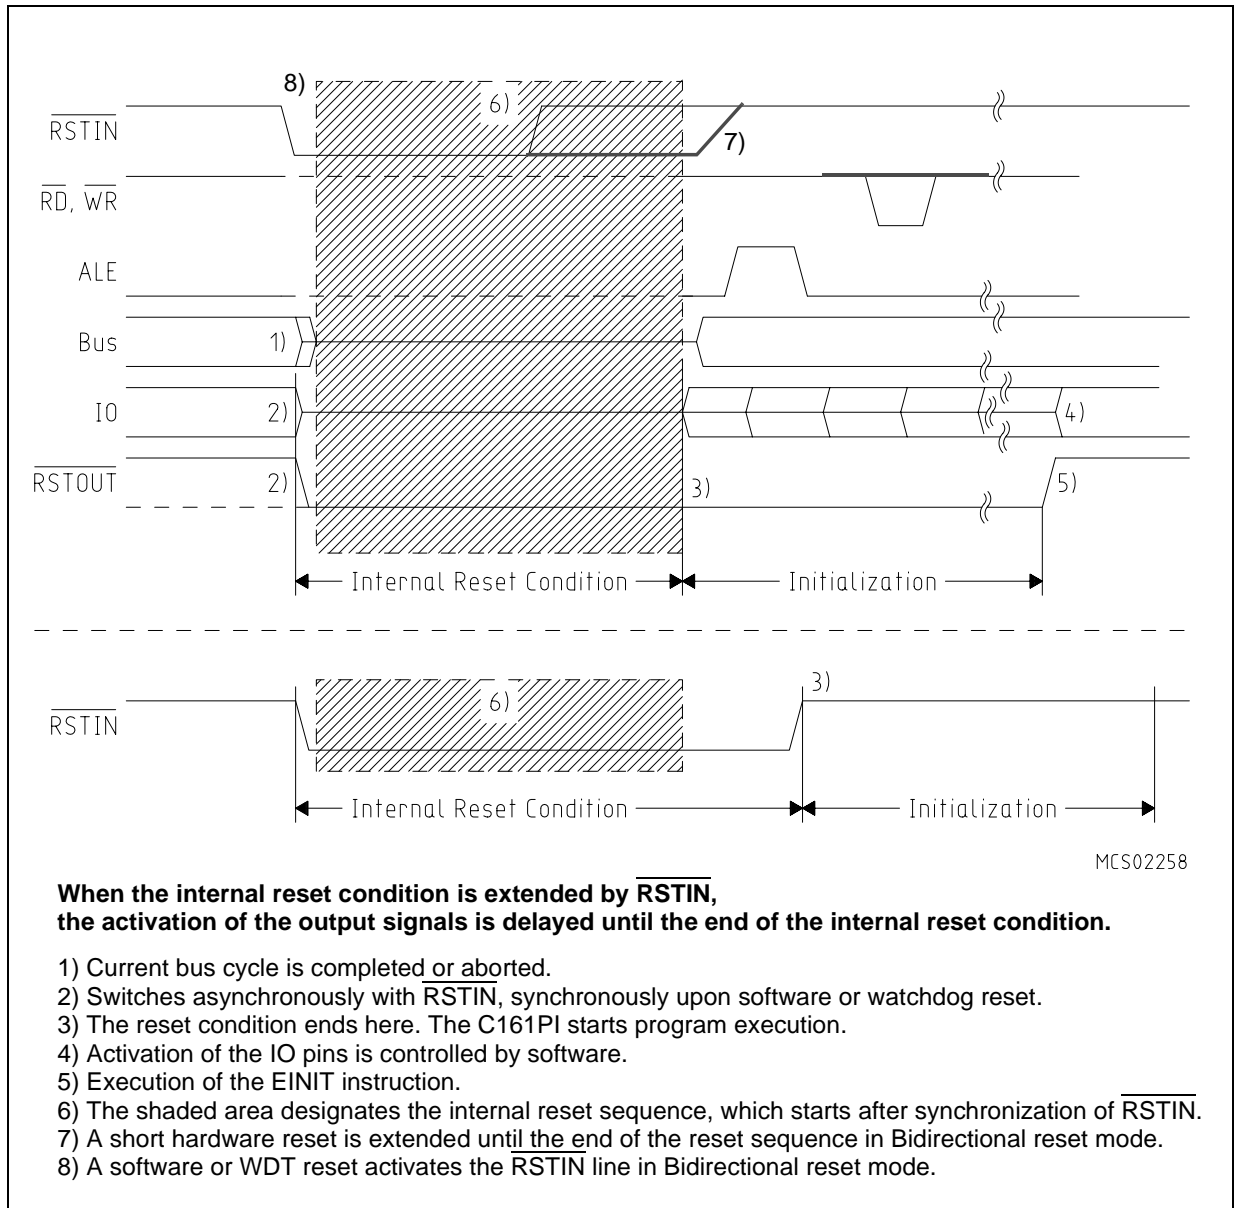 8)
6)
RSTIN
7)
RD, WR
ALE
Bus 1)
IO 2) 4)
RSTOUT 2) 3) 5)
Internal Reset Condition Initialization
6) 3)
RSTIN
Internal Reset Condition Initialization
MCS02258
When the internal reset condition is extended by RSTIN,
the activation of the output signals is delayed until the end of the internal reset condition.
1) Current bus cycle is completed or aborted.
2) Switches asynchronously with RSTIN, synchronously upon software or watchdog reset.
3) The reset condition ends here. The C161PI starts program execution.
4) Activation of the IO pins is controlled by software.
5) Execution of the EINIT instruction.
6) The shaded area designates the internal reset sequence, which starts after synchronization of RSTIN.
7) A short hardware reset is extended until the end of the reset sequence in Bidirectional reset mode.
8) A software or WDT reset activates the RSTIN line in Bidirectional reset mode.